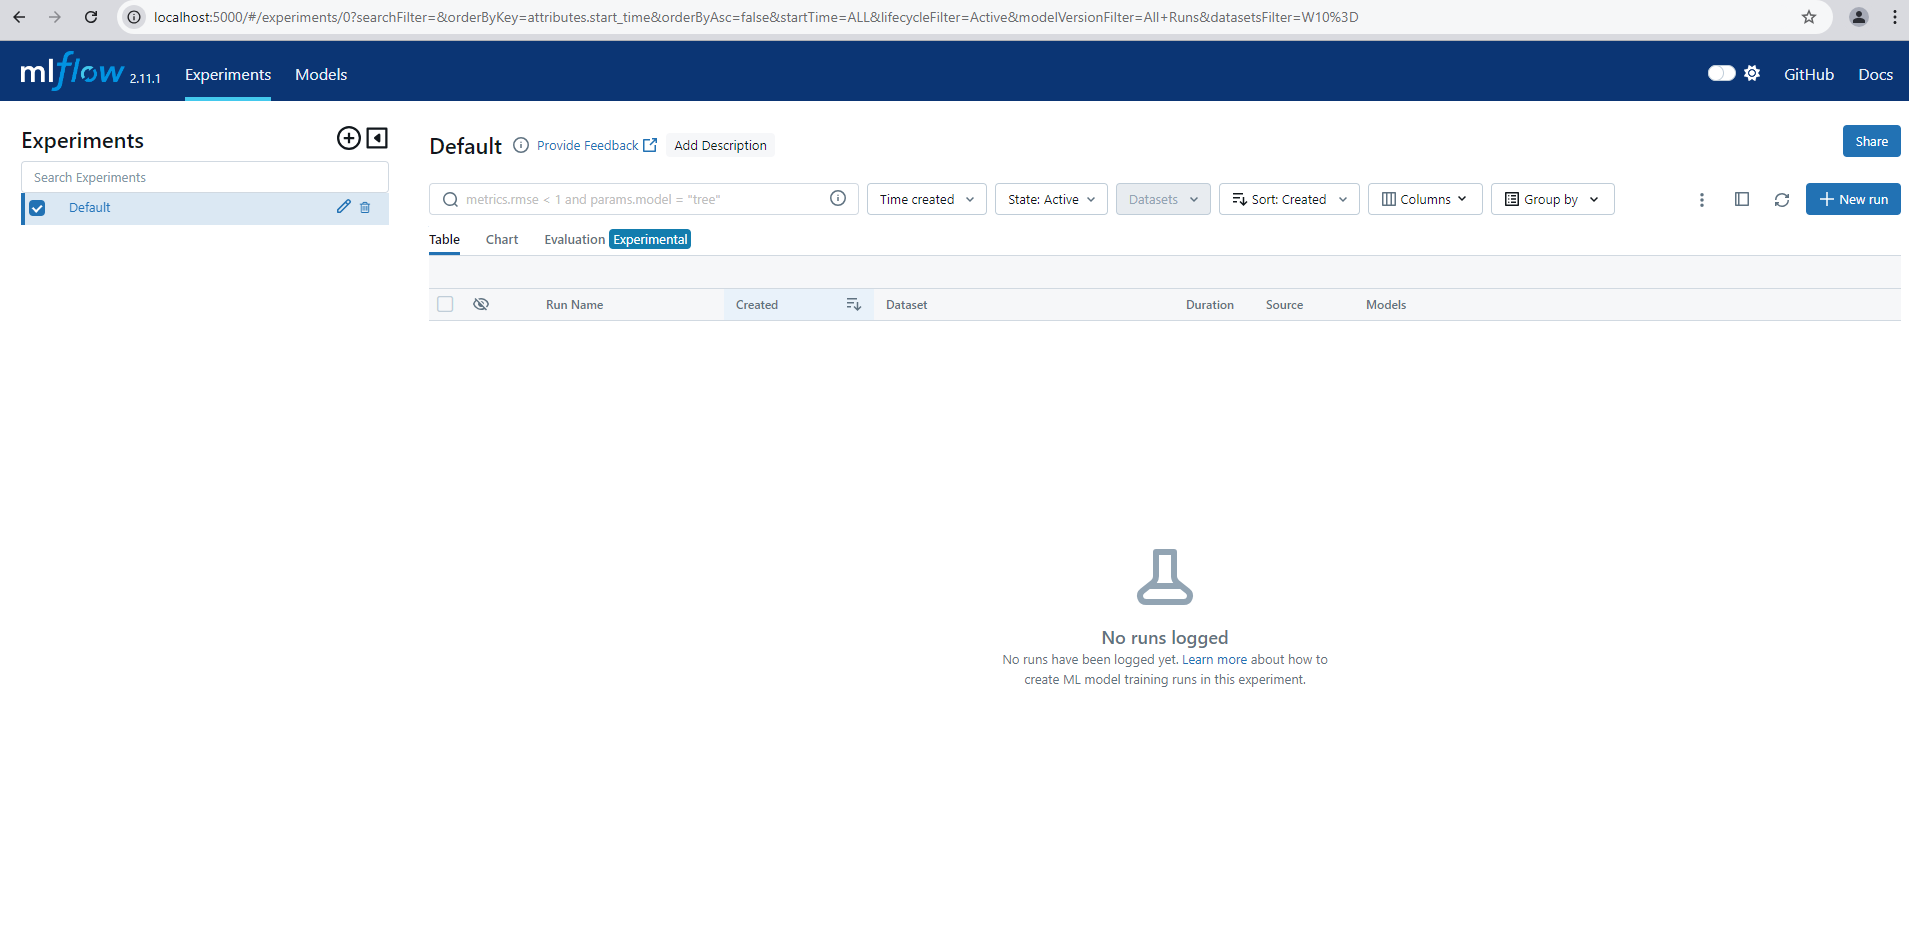 localhost:5000/#/experiments/0?searchFilter=&orderByKey=attributes.start_time&orderByAsc=false&startTime=ALL&lifecycleFilter=Active&modelVersionFilter=All+Runs&datasetsFilter=W10%3D
mlflow 2.11.1 Experiments Models GitHub Docs
Experiments
Search Experiments
Default
Default Provide Feedback Add Description Share
metrics.rmse < 1 and params.model = "tree" Time created State: Active Datasets Sort: Created Columns Group by New run
Table Chart Evaluation Experimental
Run Name Created Dataset Duration Source Models
No runs logged
No runs have been logged yet. Learn more about how to
create ML model training runs in this experiment.